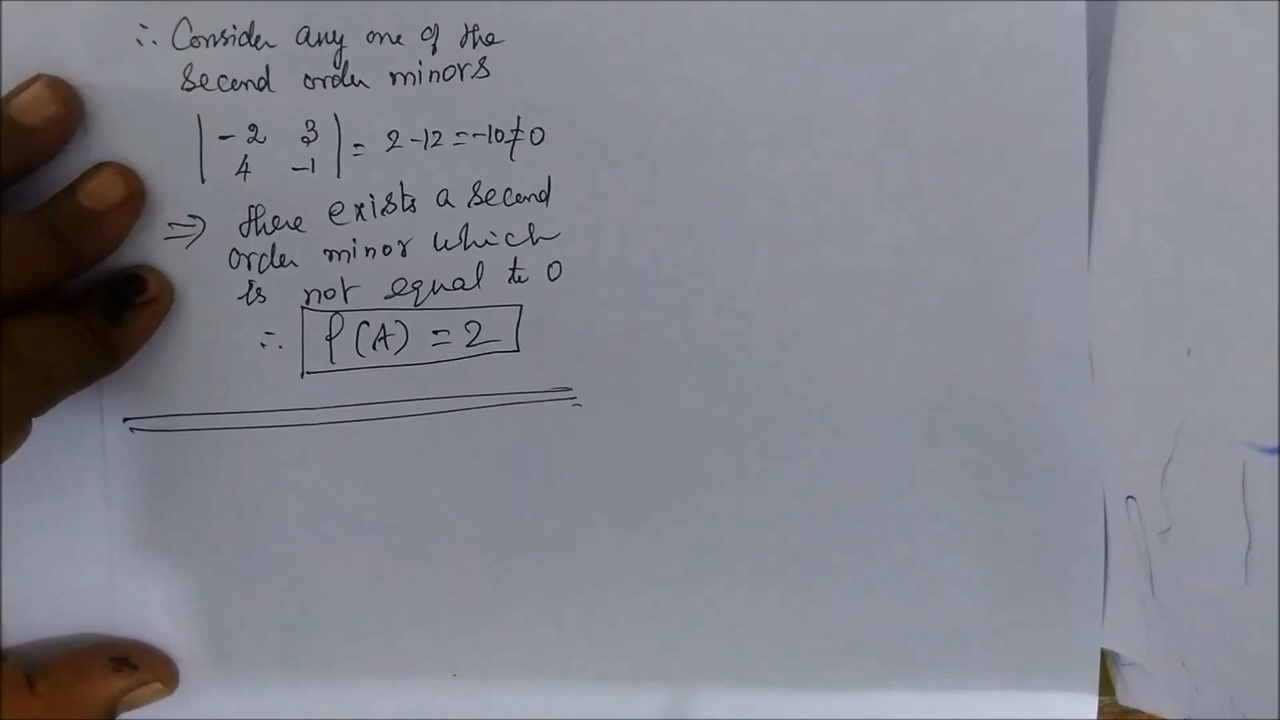 ∴ Consider any one of the
second order minors
| -2 3 | = 2 -12 = -10 ≠ 0
| 4 -1 |
⇒ there exists a second
order minor which
is not equal to 0
∴ ρ(A) = 2